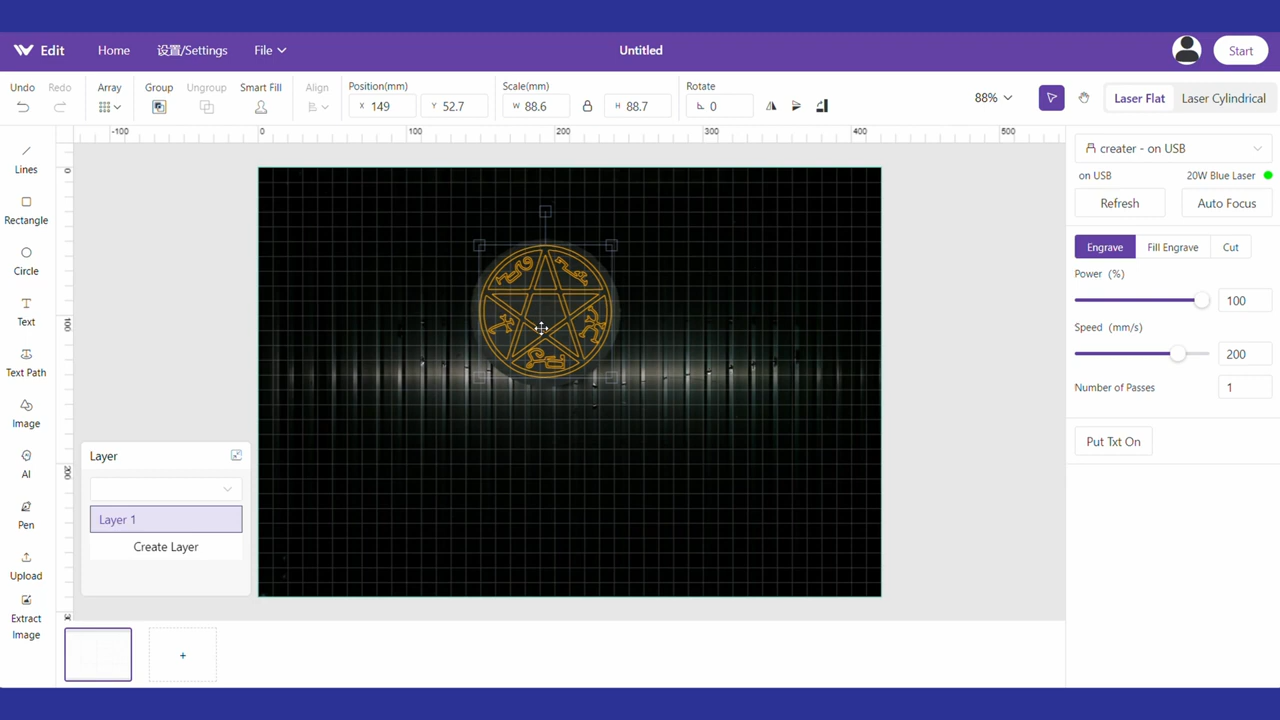 Edit Home 设置/Settings File Untitled Start
Undo Redo Array Group Ungroup Smart Fill Align Position(mm) Scale(mm) Rotate
X 149 Y 52.7 W 88.6 H 88.7 0 88% Laser Flat Laser Cylindrical
-100 0 100 200 300 400 500
0
100
200
Lines
Rectangle
Circle
Text
Text Path
Image
AI
Pen
Upload
Extract
Image
Layer
Layer 1
Create Layer
+
creater - on USB
on USB 20W Blue Laser
Refresh Auto Focus
Engrave Fill Engrave Cut
Power (%)
100
Speed (mm/s)
200
Number of Passes 1
Put Txt On